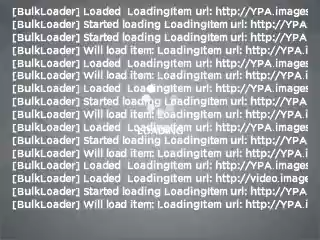 [BulkLoader] Loaded  LoadingItem url: http://YPA.images
[BulkLoader] Started loading LoadingItem url: http://YPA
[BulkLoader] Started loading LoadingItem url: http://YPA
[BulkLoader] Will load item: LoadingItem url: http://YPA.i
[BulkLoader] Loaded  LoadingItem url: http://YPA.images
[BulkLoader] Will load item: LoadingItem url: http://YPA.i
[BulkLoader] Loaded  LoadingItem url: http://YPA.images
[BulkLoader] Started loading LoadingItem url: http://YPA
[BulkLoader] Will load item: LoadingItem url: http://YPA.i
[BulkLoader] Loaded  LoadingItem url: http://YPA.images
LOADING
[BulkLoader] Started loading LoadingItem url: http://YPA
[BulkLoader] Will load item: LoadingItem url: http://YPA.i
[BulkLoader] Loaded  LoadingItem url: http://YPA.images
[BulkLoader] Loaded  LoadingItem url: http://video.image
[BulkLoader] Started loading LoadingItem url: http://YPA
[BulkLoader] Will load item: LoadingItem url: http://YPA.i